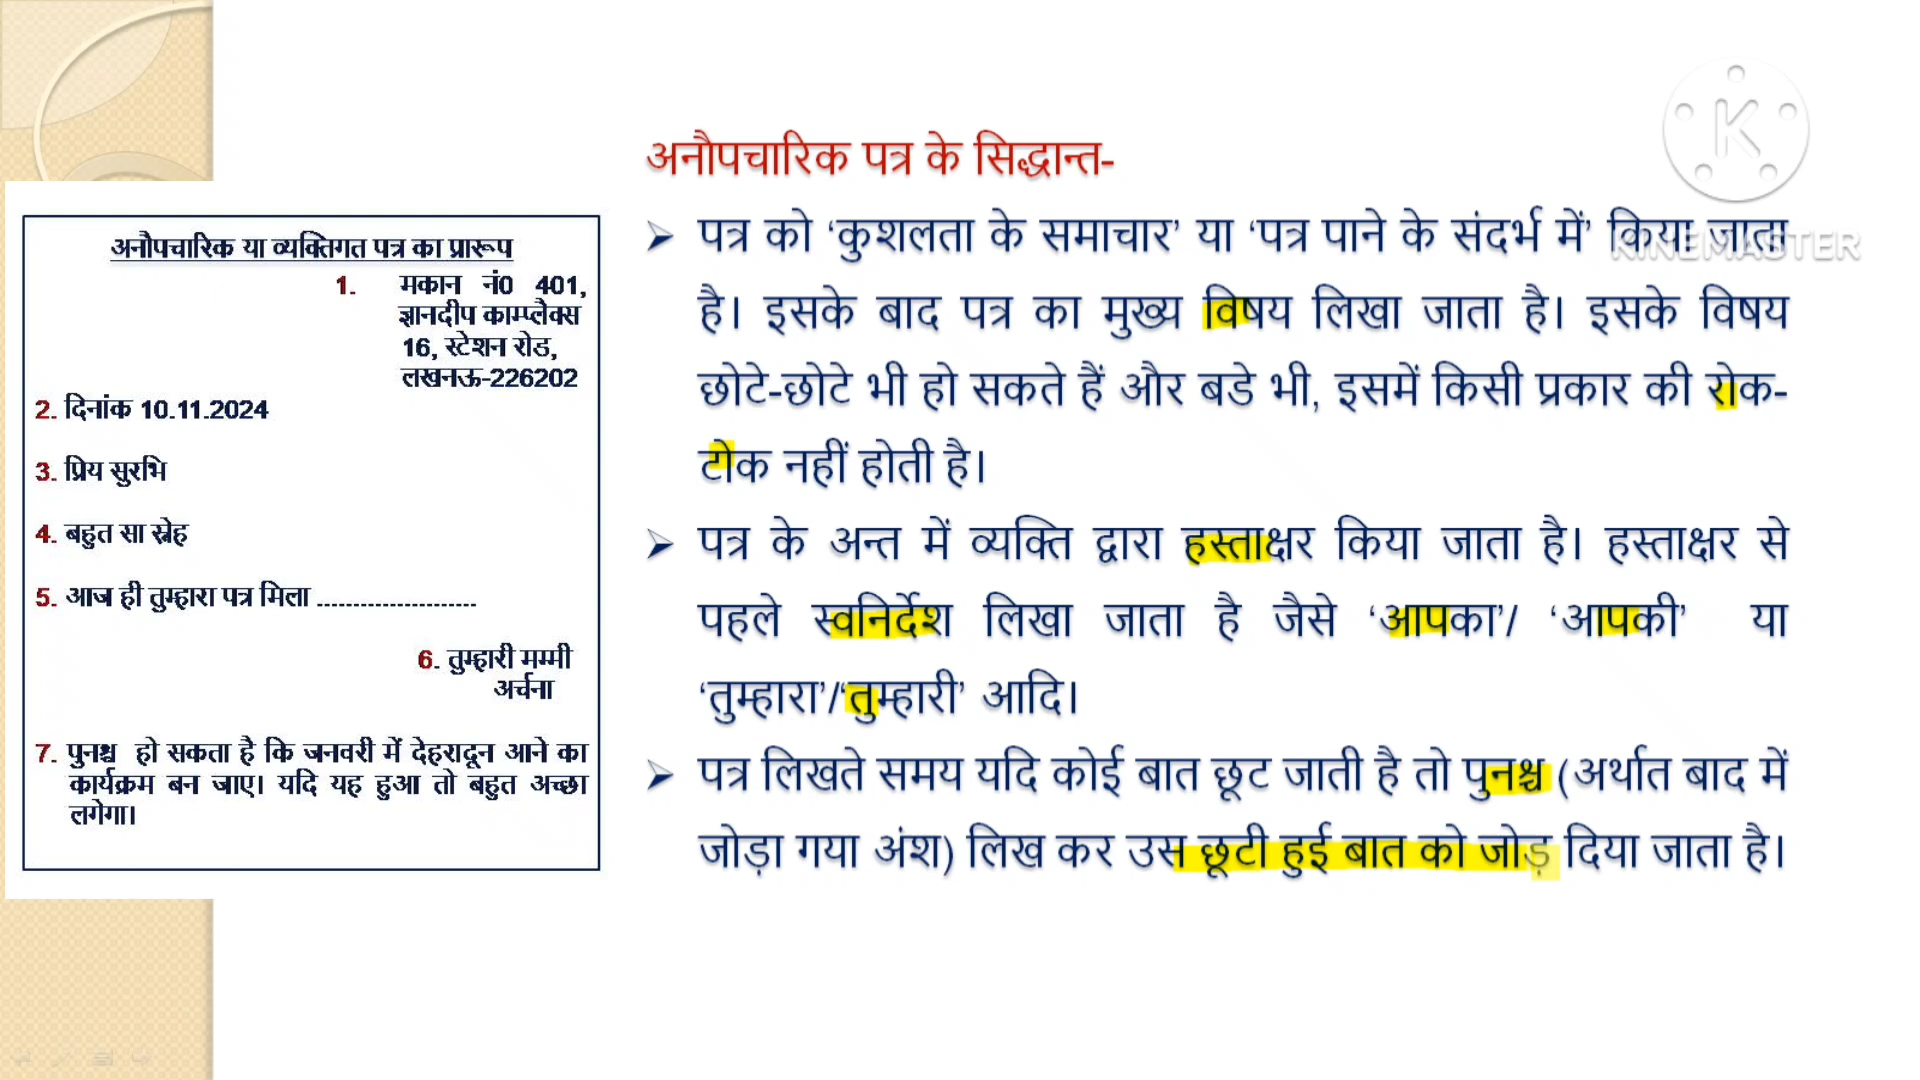 अनौपचारिक या व्यक्तिगत पत्र का प्रारूप
1. मकान नं0 401,
ज्ञानदीप काम्प्लैक्स
16, स्टेशन रोड,
लखनऊ-226202
2. दिनांक 10.11.2024
3. प्रिय सुरभि
4. बहुत सा स्नेह
5. आज ही तुम्हारा पत्र मिला ......................
6. तुम्हारी मम्मी
अर्चना
7. पुनश्च हो सकता है कि जनवरी में देहरादून आने का
कार्यक्रम बन जाए। यदि यह हुआ तो बहुत अच्छा
लगेगा।
अनौपचारिक पत्र के सिद्धान्त-
➢ पत्र को ‘कुशलता के समाचार’ या ‘पत्र पाने के संदर्भ में’ किया जाता
है। इसके बाद पत्र का मुख्य विषय लिखा जाता है। इसके विषय
छोटे-छोटे भी हो सकते हैं और बडे भी, इसमें किसी प्रकार की रोक-
टोक नहीं होती है।
➢ पत्र के अन्त में व्यक्ति द्वारा हस्ताक्षर किया जाता है। हस्ताक्षर से
पहले स्वनिर्देश लिखा जाता है जैसे ‘आपका’/ ‘आपकी’ या
‘तुम्हारा’/‘तुम्हारी’ आदि।
➢ पत्र लिखते समय यदि कोई बात छूट जाती है तो पुनश्च (अर्थात बाद में
जोड़ा गया अंश) लिख कर उस छूटी हुई बात को जोड़ दिया जाता है।
K
KINEMASTER